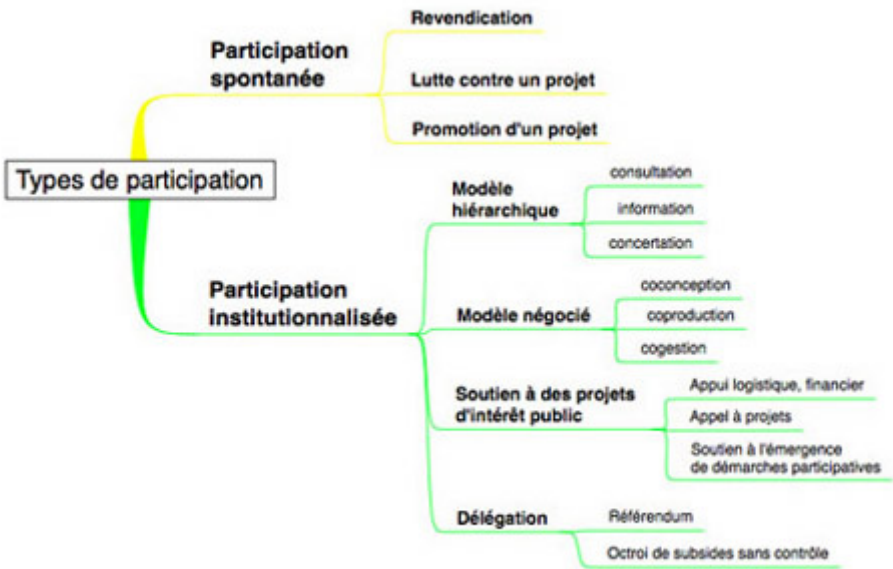 Types de participation
Participation
spontanée
Revendication
Lutte contre un projet
Promotion d'un projet
Participation
institutionnalisée
Modèle
hiérarchique
consultation
information
concertation
Modèle négocié
coconception
coproduction
cogestion
Soutien à des projets
d'intérêt public
Appui logistique, financier
Appel à projets
Soutien à l'émergence
de démarches participatives
Délégation
Référendum
Octroi de subsides sans contrôle